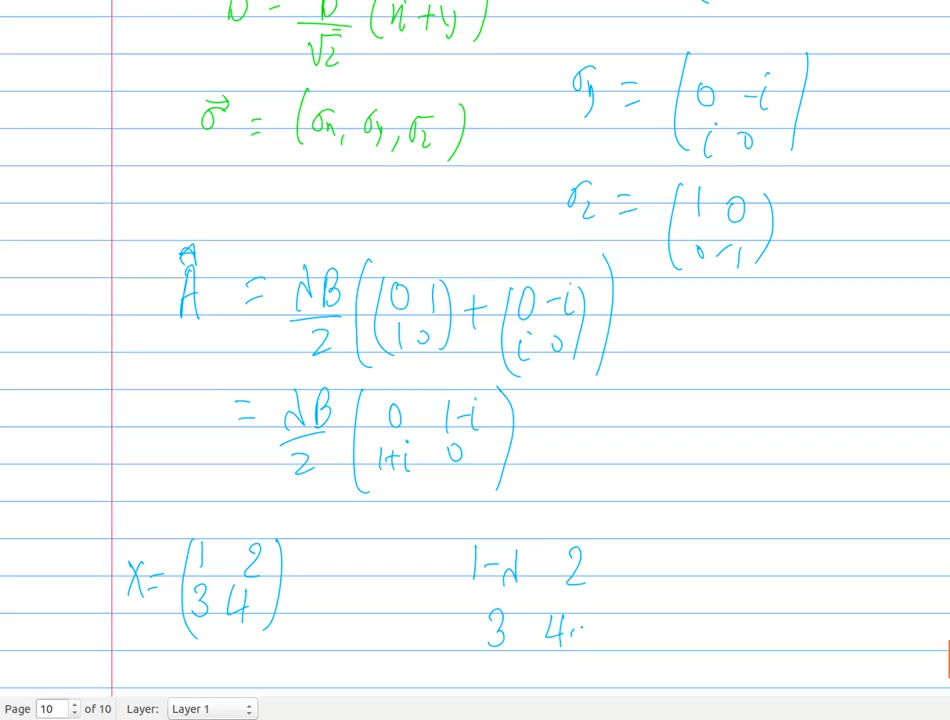 B = B/√2 (x̂ + ŷ)
σ⃗ = (σx, σy, σz)
σy = (0 -i
i 0)
σz = (1 0
0 -1)
Â = λB/2 ((0 1
1 0) + (0 -i
i 0))
= λB/2 (0 1-i
1+i 0)
X = (1 2
3 4)
1-λ 2
3 4
Page 10 of 10 Layer: Layer 1